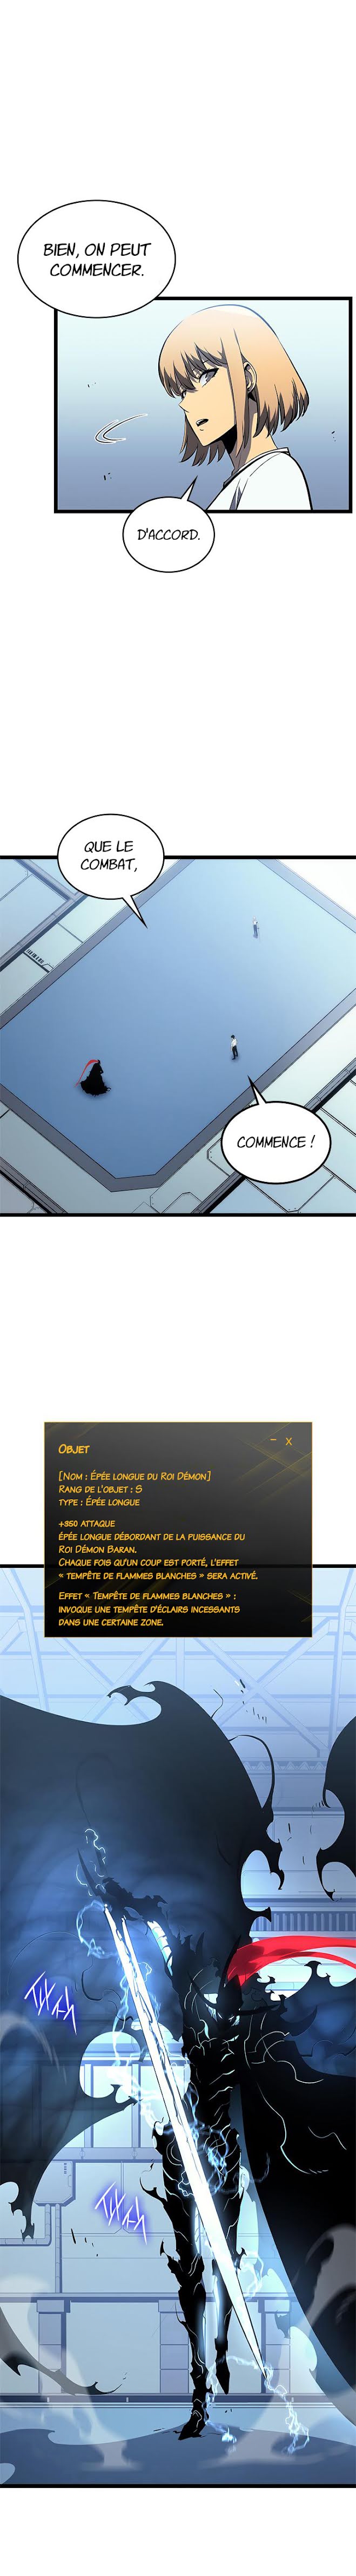 BIEN, ON PEUT
COMMENCER.
D'ACCORD.
QUE LE
COMBAT,
COMMENCE !
- X
OBJET
[NOM : ÉPÉE LONGUE DU ROI DÉMON]
RANG DE L'OBJET : S
TYPE : ÉPÉE LONGUE
+350 ATTAQUE
ÉPÉE LONGUE DÉBORDANT DE LA PUISSANCE DU
ROI DÉMON BARAN.
CHAQUE FOIS QU'UN COUP EST PORTÉ, L'EFFET
« TEMPÊTE DE FLAMMES BLANCHES » SERA ACTIVÉ.
EFFET « TEMPÊTE DE FLAMMES BLANCHES » :
INVOQUE UNE TEMPÊTE D'ÉCLAIRS INCESSANTS
DANS UNE CERTAINE ZONE.